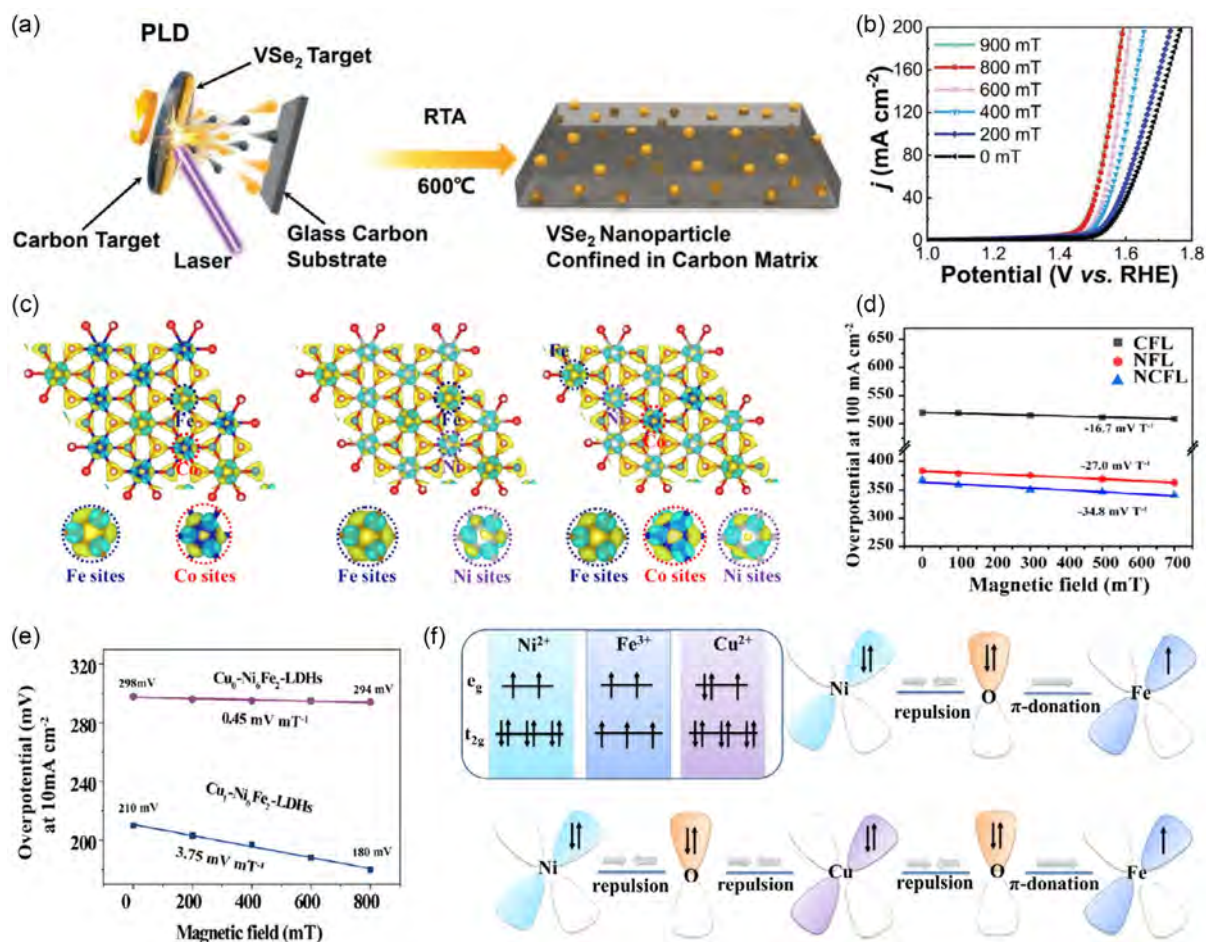 (a)
PLD
VSe₂ Target
Carbon Target
Laser
Glass Carbon
Substrate
RTA
600℃
VSe₂ Nanoparticle
Confined in Carbon Matrix
(b)
200
160
120
80
40
0
j (mA cm⁻²)
900 mT
800 mT
600 mT
400 mT
200 mT
0 mT
1.0
1.2
1.4
1.6
1.8
Potential (V vs. RHE)
(c)
Fe
Co
Fe sites
Co sites
Fe
Ni
Fe sites
Ni sites
Fe
Ni
Co
Fe sites
Co sites
Ni sites
(d)
Overpotential at 100 mA cm⁻²
650
600
550
500
400
350
300
250
CFL
NFL
NCFL
-16.7 mV T⁻¹
-27.0 mV T⁻¹
-34.8 mV T⁻¹
0 100 200 300 400 500 600 700
Magnetic field (mT)
(e)
Overpotential (mV)
at 10mA cm⁻²
320
280
240
200
298mV
Cu₀-Ni₆Fe₂-LDHs
294 mV
0.45 mV mT⁻¹
Cu₁-Ni₆Fe₂-LDHs
210 mV
3.75 mV mT⁻¹
180 mV
0 200 400 600 800
Magnetic field (mT)
(f)
Ni²⁺ Fe³⁺ Cu²⁺
e_g
t₂g
Ni
repulsion
O
π-donation
Fe
Ni
repulsion
O
repulsion
Cu
repulsion
O
π-donation
Fe